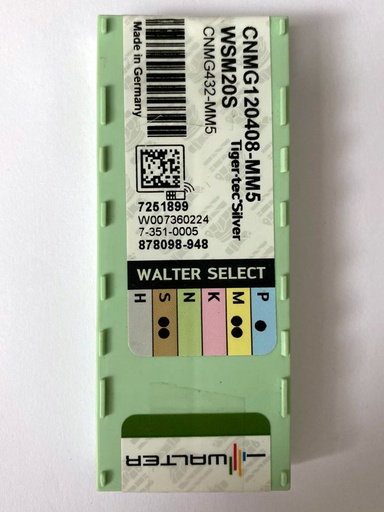 CNMG120408-MM5
WSM20S Tiger·tec®Silver
CNMG432-MM5
Made in Germany
7251899
W007360224
7-351-0005
878098-948
WALTER SELECT
H S N K M P
WALTER